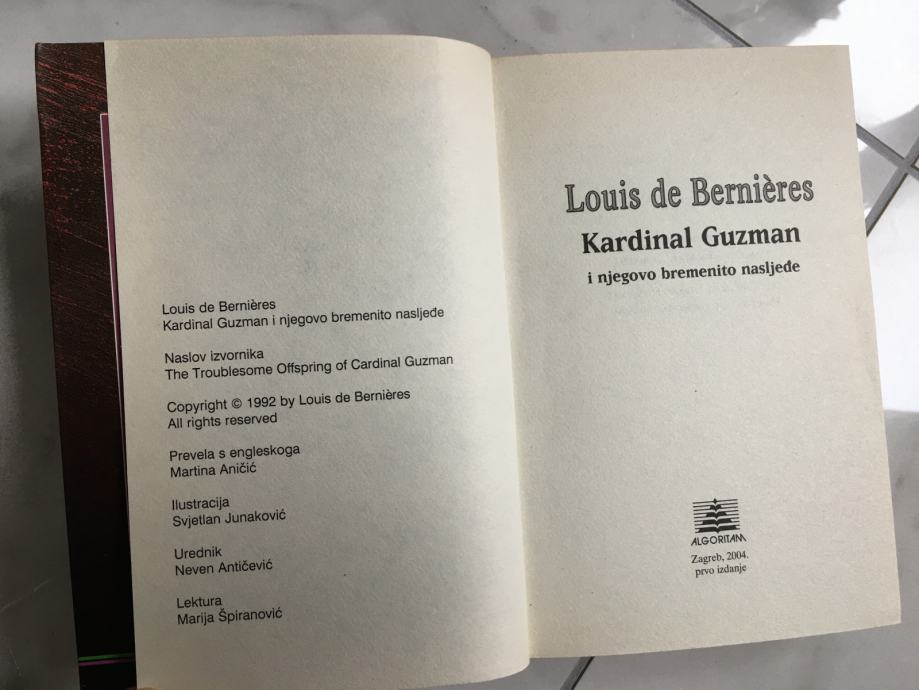 Louis de Bernières
Kardinal Guzman i njegovo bremenito nasljeđe
Naslov izvornika
The Troublesome Offspring of Cardinal Guzman
Copyright © 1992 by Louis de Bernières
All rights reserved
Prevela s engleskoga
Martina Aničić
Ilustracija
Svjetlan Junaković
Urednik
Neven Antičević
Lektura
Marija Špiranović
Louis de Bernières
Kardinal Guzman
i njegovo bremenito nasljeđe
ALGORITAM
Zagreb, 2004.
prvo izdanje